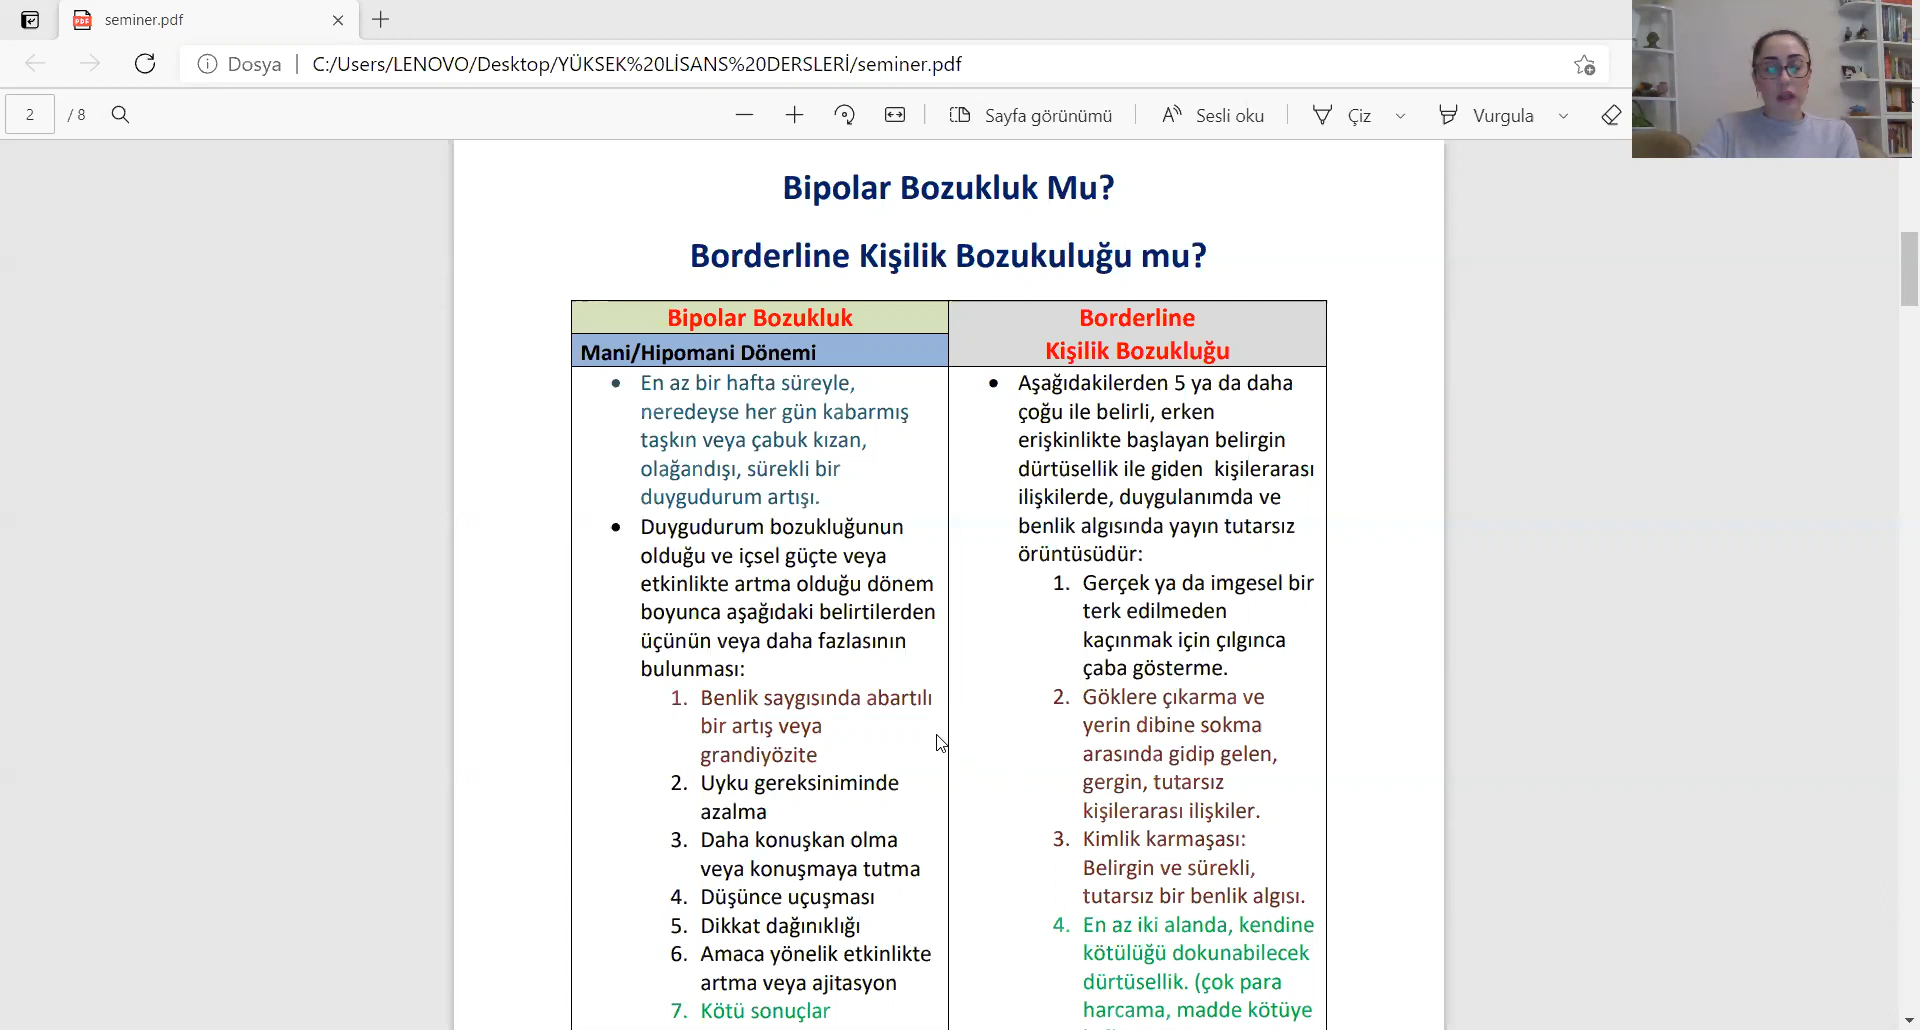 seminer.pdf
Dosya | C:/Users/LENOVO/Desktop/YÜKSEK%20LİSANS%20DERSLERİ/seminer.pdf
2 / 8
Sayfa görünümü
Sesli oku
Çiz
Vurgula
Bipolar Bozukluk Mu?
Borderline Kişilik Bozukuluğu mu?
Bipolar Bozukluk
Mani/Hipomani Dönemi
• En az bir hafta süreyle,
neredeyse her gün kabarmış
taşkın veya çabuk kızan,
olağandışı, sürekli bir
duygudurum artışı.
• Duygudurum bozukluğunun
olduğu ve içsel güçte veya
etkinlikte artma olduğu dönem
boyunca aşağıdaki belirtilerden
üçünün veya daha fazlasının
bulunması:
1. Benlik saygısında abartılı
bir artış veya
grandiyözite
2. Uyku gereksiniminde
azalma
3. Daha konuşkan olma
veya konuşmaya tutma
4. Düşünce uçuşması
5. Dikkat dağınıklığı
6. Amaca yönelik etkinlikte
artma veya ajitasyon
7. Kötü sonuçlar
Borderline
Kişilik Bozukluğu
• Aşağıdakilerden 5 ya da daha
çoğu ile belirli, erken
erişkinlikte başlayan belirgin
dürtüsellik ile giden kişilerarası
ilişkilerde, duygulanımda ve
benlik algısında yayın tutarsız
örüntüsüdür:
1. Gerçek ya da imgesel bir
terk edilmeden
kaçınmak için çılgınca
çaba gösterme.
2. Göklere çıkarma ve
yerin dibine sokma
arasında gidip gelen,
gergin, tutarsız
kişilerarası ilişkiler.
3. Kimlik karmaşası:
Belirgin ve sürekli,
tutarsız bir benlik algısı.
4. En az iki alanda, kendine
kötülüğü dokunabilecek
dürtüsellik. (çok para
harcama, madde kötüye